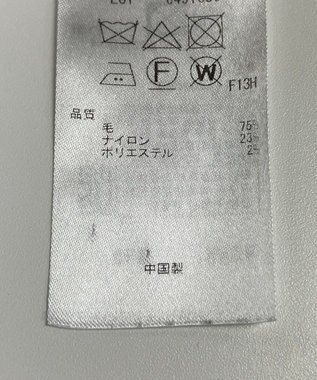 F W
F13H
品質
毛 75%
ナイロン 23%
ポリエステル 2%
中国製